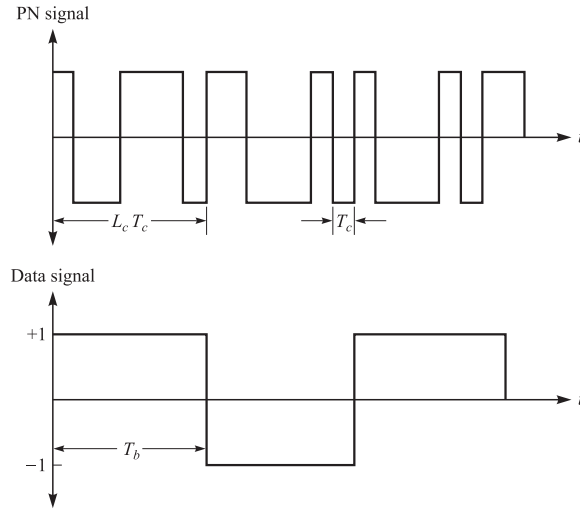 PN signal
t
L_c T_c
T_c
Data signal
+1
t
T_b
−1